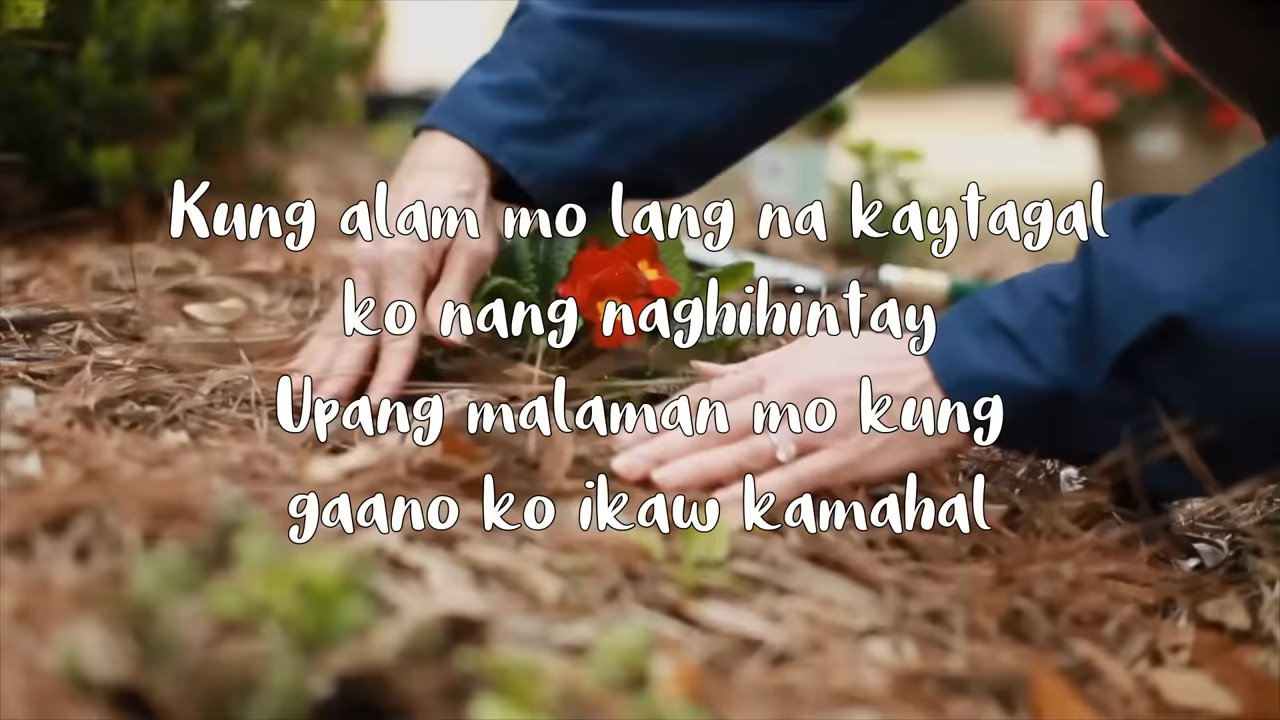 Kung alam mo lang na kaytagal
ko nang naghihintay
Upang malaman mo kung
gaano ko ikaw kamahal